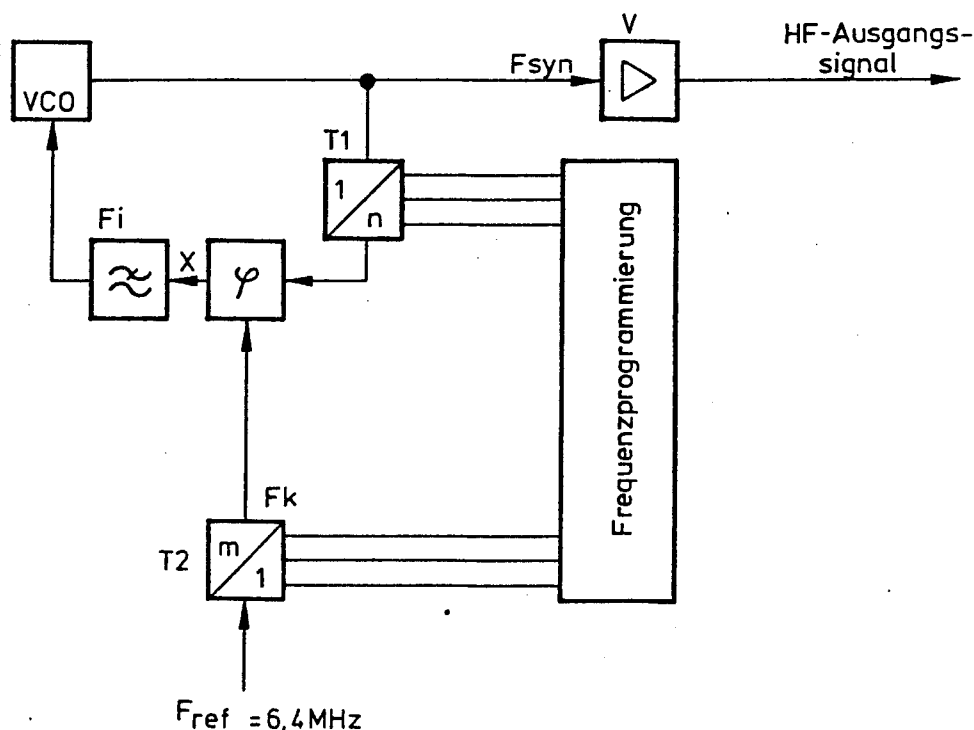 V
HF-Ausgangs-
signal
VCO
Fsyn
T1
1
n
Fi
X
φ
Frequenzprogrammierung
Fk
T2
m
1
Fref = 6,4 MHz